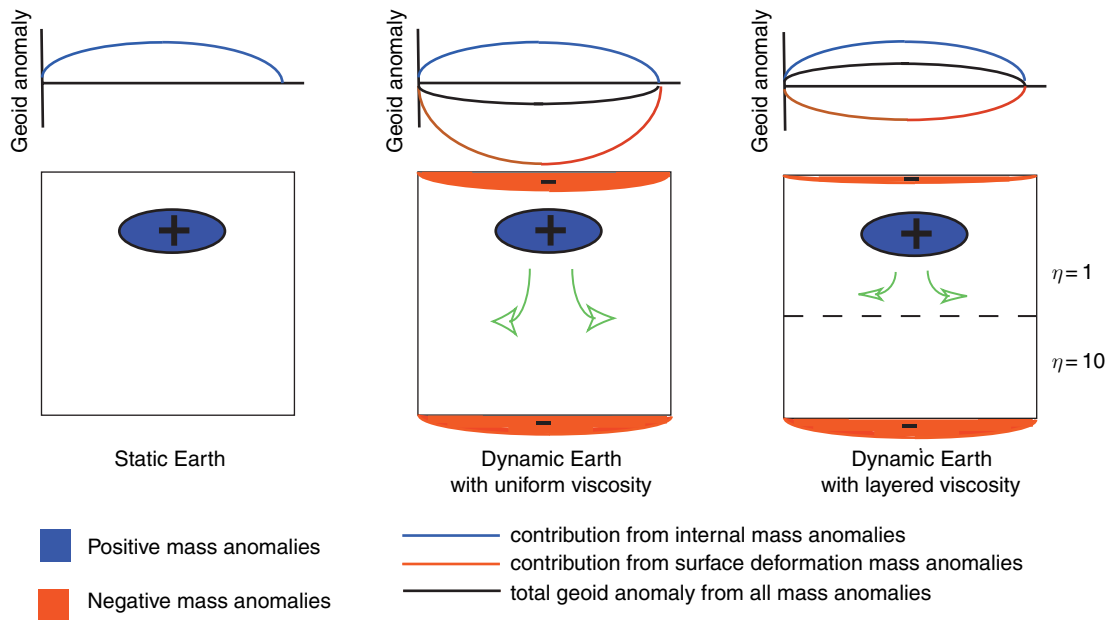 Geoid anomaly
Geoid anomaly
Geoid anomaly
+
-
+
-
-
+
-
η = 1
η = 10
Static Earth
Dynamic Earth
with uniform viscosity
Dynamic Earth
with layered viscosity
Positive mass anomalies
Negative mass anomalies
contribution from internal mass anomalies
contribution from surface deformation mass anomalies
total geoid anomaly from all mass anomalies